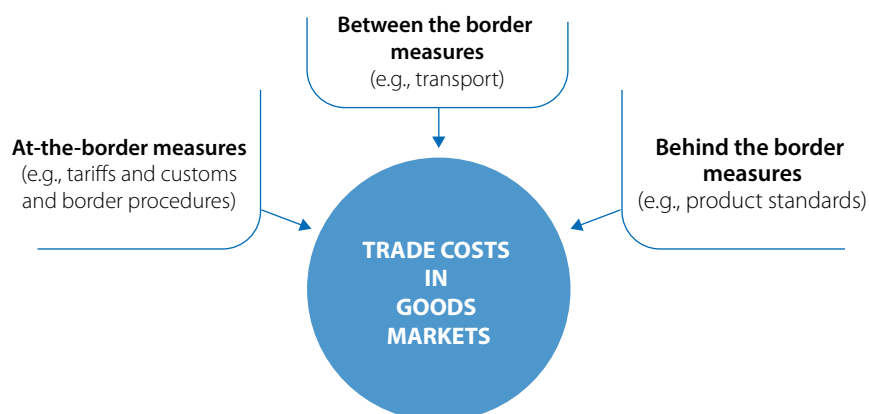 Between the border
measures
(e.g., transport)
At-the-border measures
(e.g., tariffs and customs
and border procedures)
Behind the border
measures
(e.g., product standards)
TRADE COSTS
IN
GOODS
MARKETS